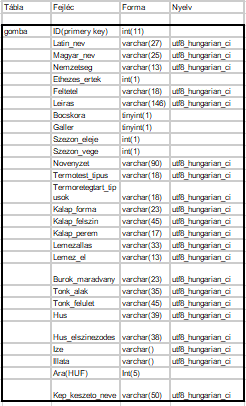 Tábla Fejléc Forma Nyelv
gomba ID(primery key) int(11)
Latin_nev varchar(27) utf8_hungarian_ci
Magyar_nev varchar(25) utf8_hungarian_ci
Nemzetseg varchar(13) utf8_hungarian_ci
Ethezes_ertek int(1)
Feltetel varchar(18) utf8_hungarian_ci
Leiras varchar(146) utf8_hungarian_ci
Bocskora tinyint(1)
Galler tinyint(1)
Szezon_eleje int(1)
Szezon_vege int(1)
Novenyzet varchar(90) utf8_hungarian_ci
Termotest_tipus varchar(18) utf8_hungarian_ci
Termoretegtart_tip
usok varchar(18) utf8_hungarian_ci
Kalap_forma varchar(23) utf8_hungarian_ci
Kalap_felszin varchar(45) utf8_hungarian_ci
Kalap_perem varchar(17) utf8_hungarian_ci
Lemezallas varchar(33) utf8_hungarian_ci
Lemez_el varchar(13) utf8_hungarian_ci
Burok_maradvany varchar(23) utf8_hungarian_ci
Tonk_alak varchar(35) utf8_hungarian_ci
Tonk_felulet varchar(45) utf8_hungarian_ci
Hus varchar(39) utf8_hungarian_ci
Hus_elszinezodes varchar(38) utf8_hungarian_ci
Ize varchar() utf8_hungarian_ci
Illata varchar() utf8_hungarian_ci
Ara(HUF) Int(5)
Kep_keszeto_neve varchar(50) utf8_hungarian_ci